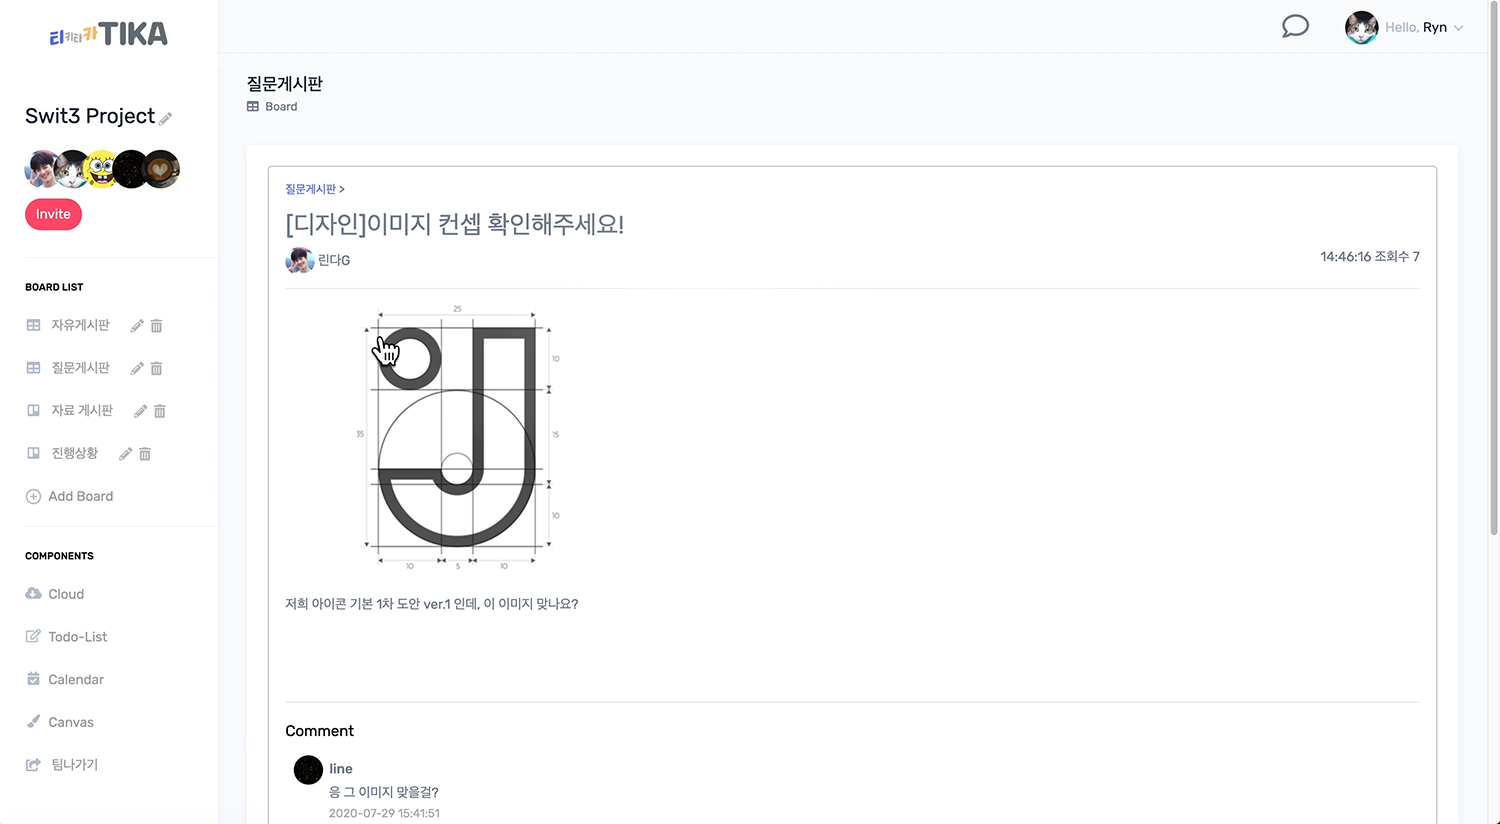 티키타카 TIKA
Hello, Ryn
Swit3 Project
Invite
BOARD LIST
자유게시판
질문게시판
자료 게시판
진행상황
Add Board
COMPONENTS
Cloud
Todo-List
Calendar
Canvas
팀나가기
질문게시판
Board
질문게시판 >
[디자인]이미지 컨셉 확인해주세요!
린다G
14:46:16 조회수 7
25
10
35
15
10
10 5 10
저희 아이콘 기본 1차 도안 ver.1 인데, 이 이미지 맞나요?
Comment
line
응 그 이미지 맞을걸?
2020-07-29 15:41:51